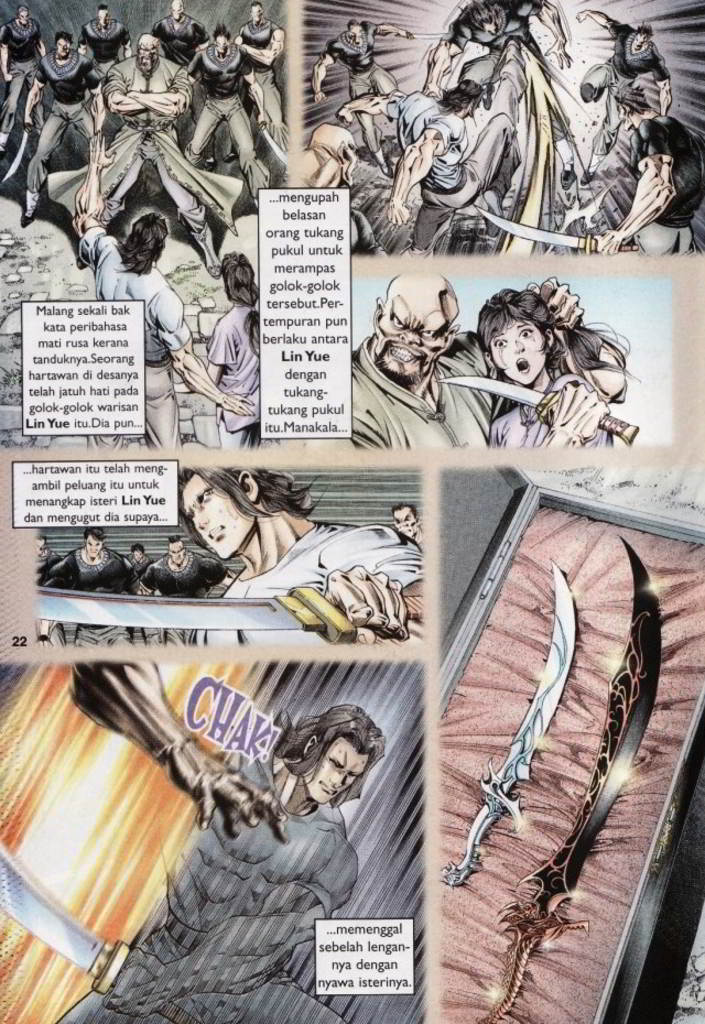 Malang sekali bak
kata peribahasa
mati rusa kerana
tanduknya.Seorang
hartawan di desanya
telah jatuh hati pada
golok-golok warisan
Lin Yue itu.Dia pun...
...mengupah
belasan
orang tukang
pukul untuk
merampas
golok-golok
tersebut.Per-
tempuran pun
berlaku antara
Lin Yue
dengan
tukang-
tukang pukul
itu.Manakala...
...hartawan itu telah meng-
ambil peluang itu untuk
menangkap isteri Lin Yue
dan mengugut dia supaya...
22
CHAK!
...memenggal
sebelah lengan-
nya dengan
nyawa isterinya.